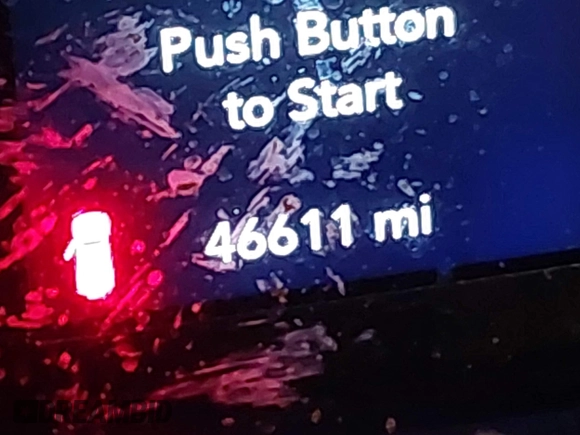 Push Button
to Start
46611 mi